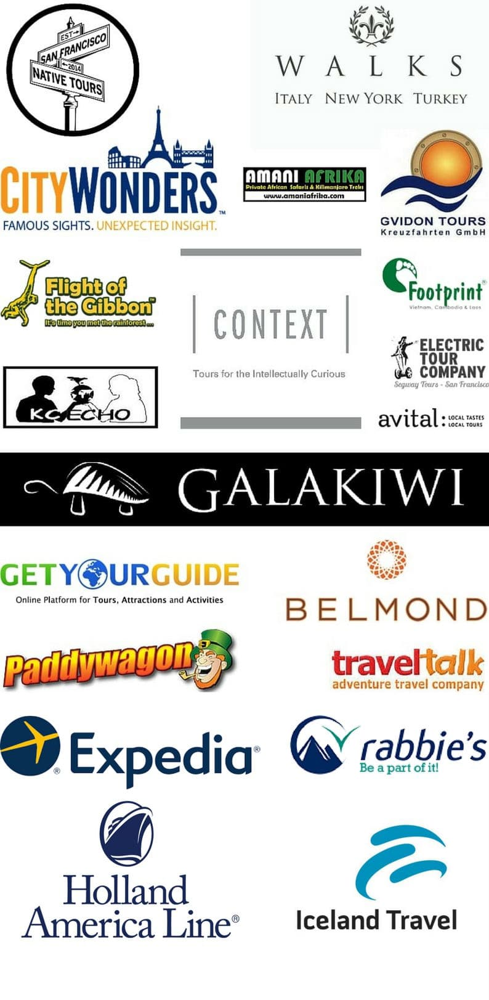 EST→
SAN FRANCISCO
←2014
NATIVE TOURS
WALKS
ITALY NEW YORK TURKEY
CITYWONDERS™
FAMOUS SIGHTS. UNEXPECTED INSIGHT.
AMANI AFRIKA
Private African Safaris & Kilimanjaro Treks
www.amaniafrika.com
GVIDON TOURS
Kreuzfahrten GmbH
Flight of
the Gibbon™
It's time you met the rainforest...
CONTEXT
Tours for the Intellectually Curious
Footprint®
Vietnam, Cambodia & Laos
ELECTRIC
TOUR
COMPANY
Segway Tours - San Francisco
KC ECHO
avital: LOCAL TASTES
LOCAL TOURS
GALAKIWI
GETYOURGUIDE
Online Platform for Tours, Attractions and Activities
BELMOND
Paddywagon
traveltalk
adventure travel company
Expedia®
rabbie's
Be a part of it!
Holland
America Line®
Iceland Travel